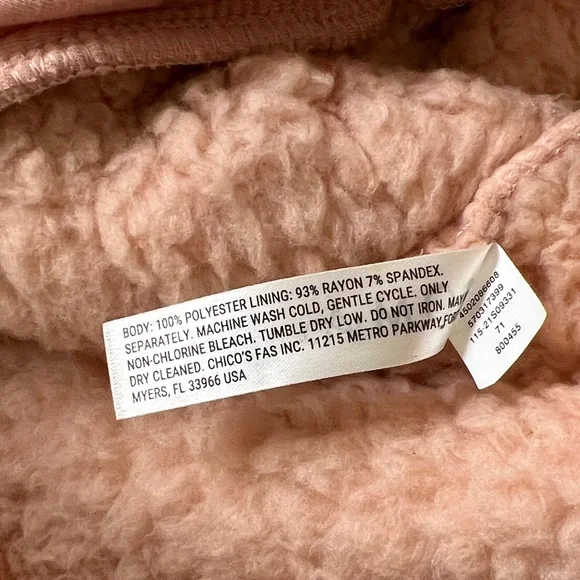 BODY: 100% POLYESTER LINING: 93% RAYON 7% SPANDEX.
SEPARATELY. MACHINE WASH COLD, GENTLE CYCLE. ONLY
NON-CHLORINE BLEACH. TUMBLE DRY LOW. DO NOT IRON. MAY
DRY CLEANED. CHICO'S FAS INC. 11215 METRO PARKWAY, FORT
MYERS, FL 33966 USA
4502086608
570317399
115-21S09331
71
800455